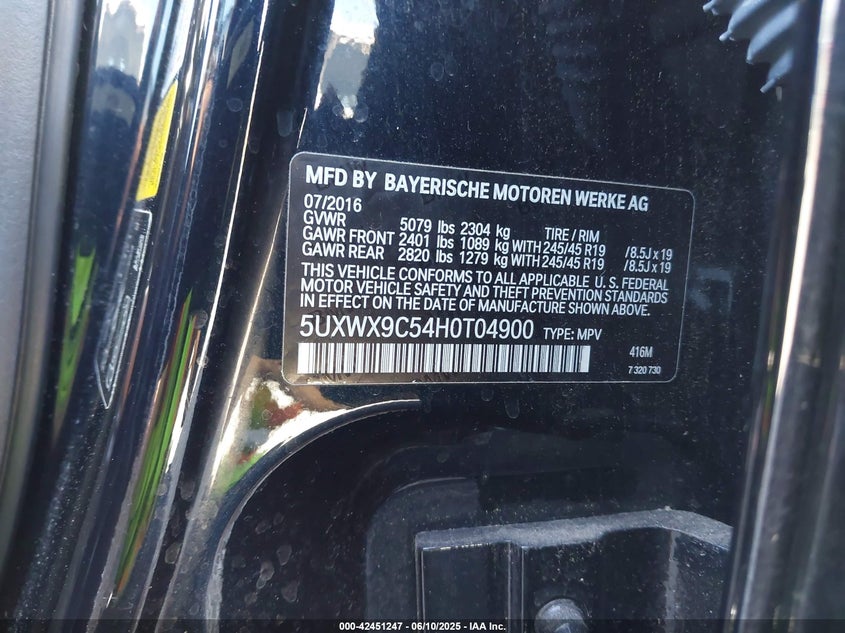 MFD BY BAYERISCHE MOTOREN WERKE AG
07/2016
GVWR 5079 lbs 2304 kg TIRE / RIM
GAWR FRONT 2401 lbs 1089 kg WITH 245/45 R19 /8.5J x 19
GAWR REAR 2820 lbs 1279 kg WITH 245/45 R19 /8.5J x 19
THIS VEHICLE CONFORMS TO ALL APPLICABLE U. S. FEDERAL
MOTOR VEHICLE SAFETY AND THEFT PREVENTION STANDARDS
IN EFFECT ON THE DATE OF MANUFACTURE SHOWN ABOVE.
5UXWX9C54H0T04900 TYPE: MPV
416M
7 320 730
000-42451247 - 06/10/2025 - IAA Inc.